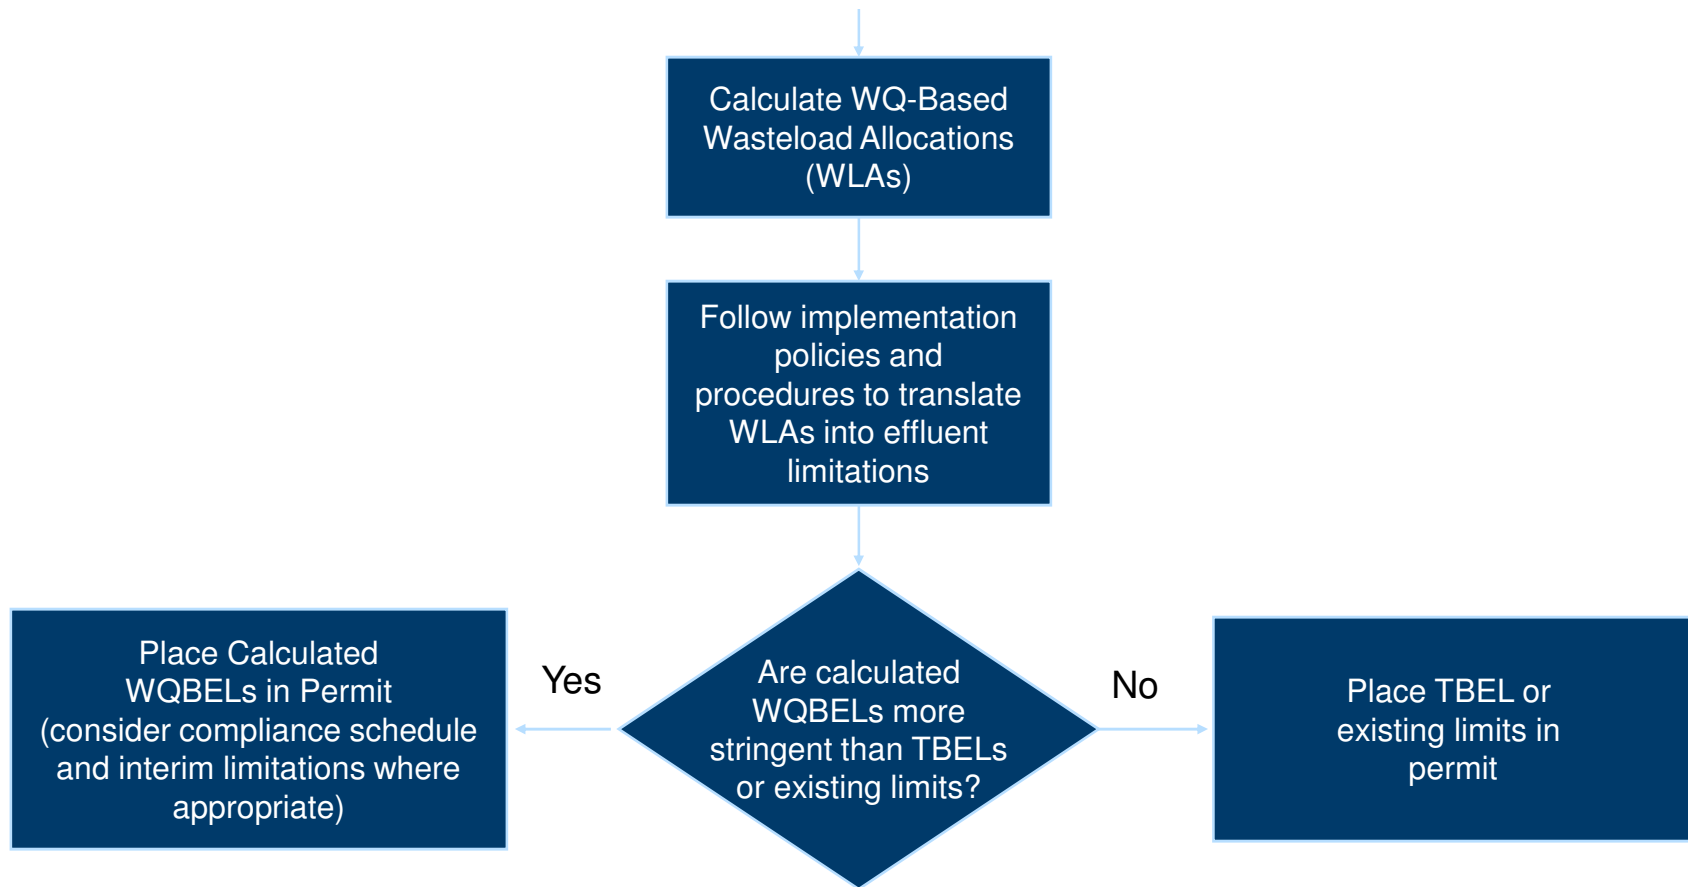 Calculate WQ-Based
Wasteload Allocations
(WLAs)
Follow implementation
policies and
procedures to translate
WLAs into effluent
limitations
Place Calculated
WQBELs in Permit
(consider compliance schedule
and interim limitations where
appropriate)
Yes
Are calculated
WQBELs more
stringent than TBELs
or existing limits?
No
Place TBEL or
existing limits in
permit